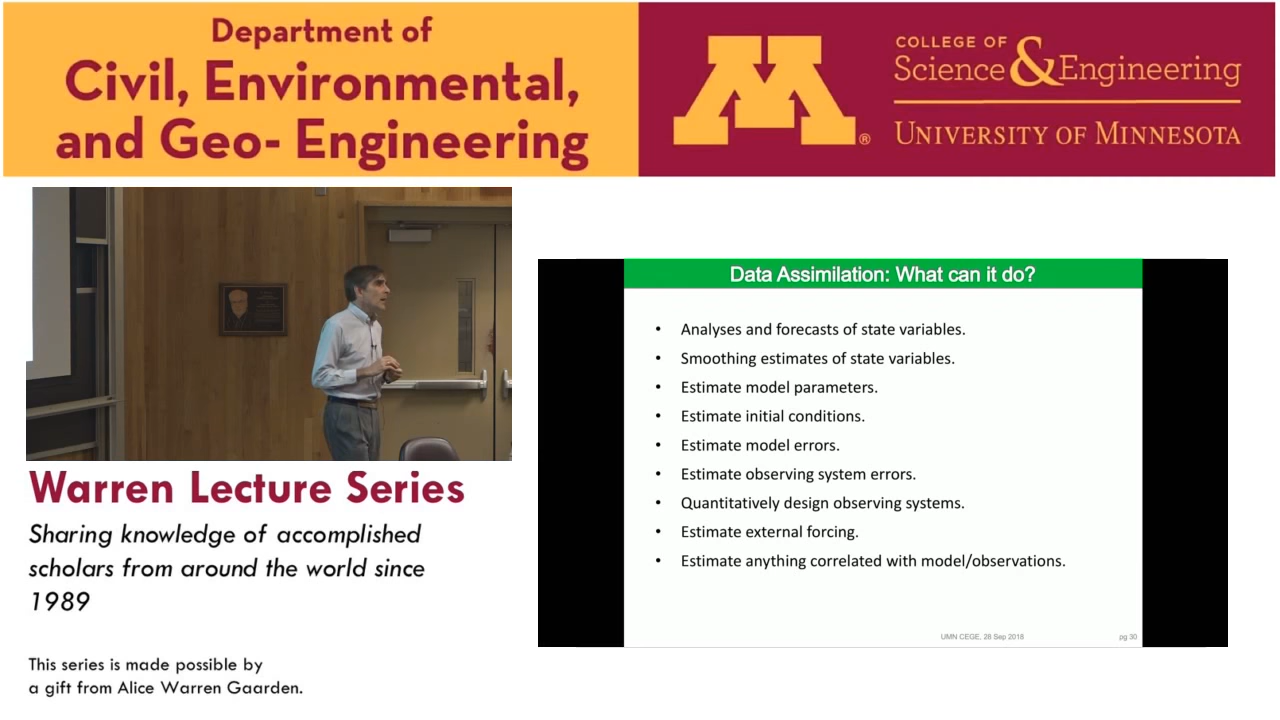 Department of
Civil, Environmental,
and Geo- Engineering
M®
COLLEGE OF
Science & Engineering
UNIVERSITY OF MINNESOTA
Data Assimilation: What can it do?
• Analyses and forecasts of state variables.
• Smoothing estimates of state variables.
• Estimate model parameters.
• Estimate initial conditions.
• Estimate model errors.
• Estimate observing system errors.
• Quantitatively design observing systems.
• Estimate external forcing.
• Estimate anything correlated with model/observations.
UMN CEGE, 28 Sep 2018
pg 30
Warren Lecture Series
Sharing knowledge of accomplished
scholars from around the world since
1989
This series is made possible by
a gift from Alice Warren Gaarden.